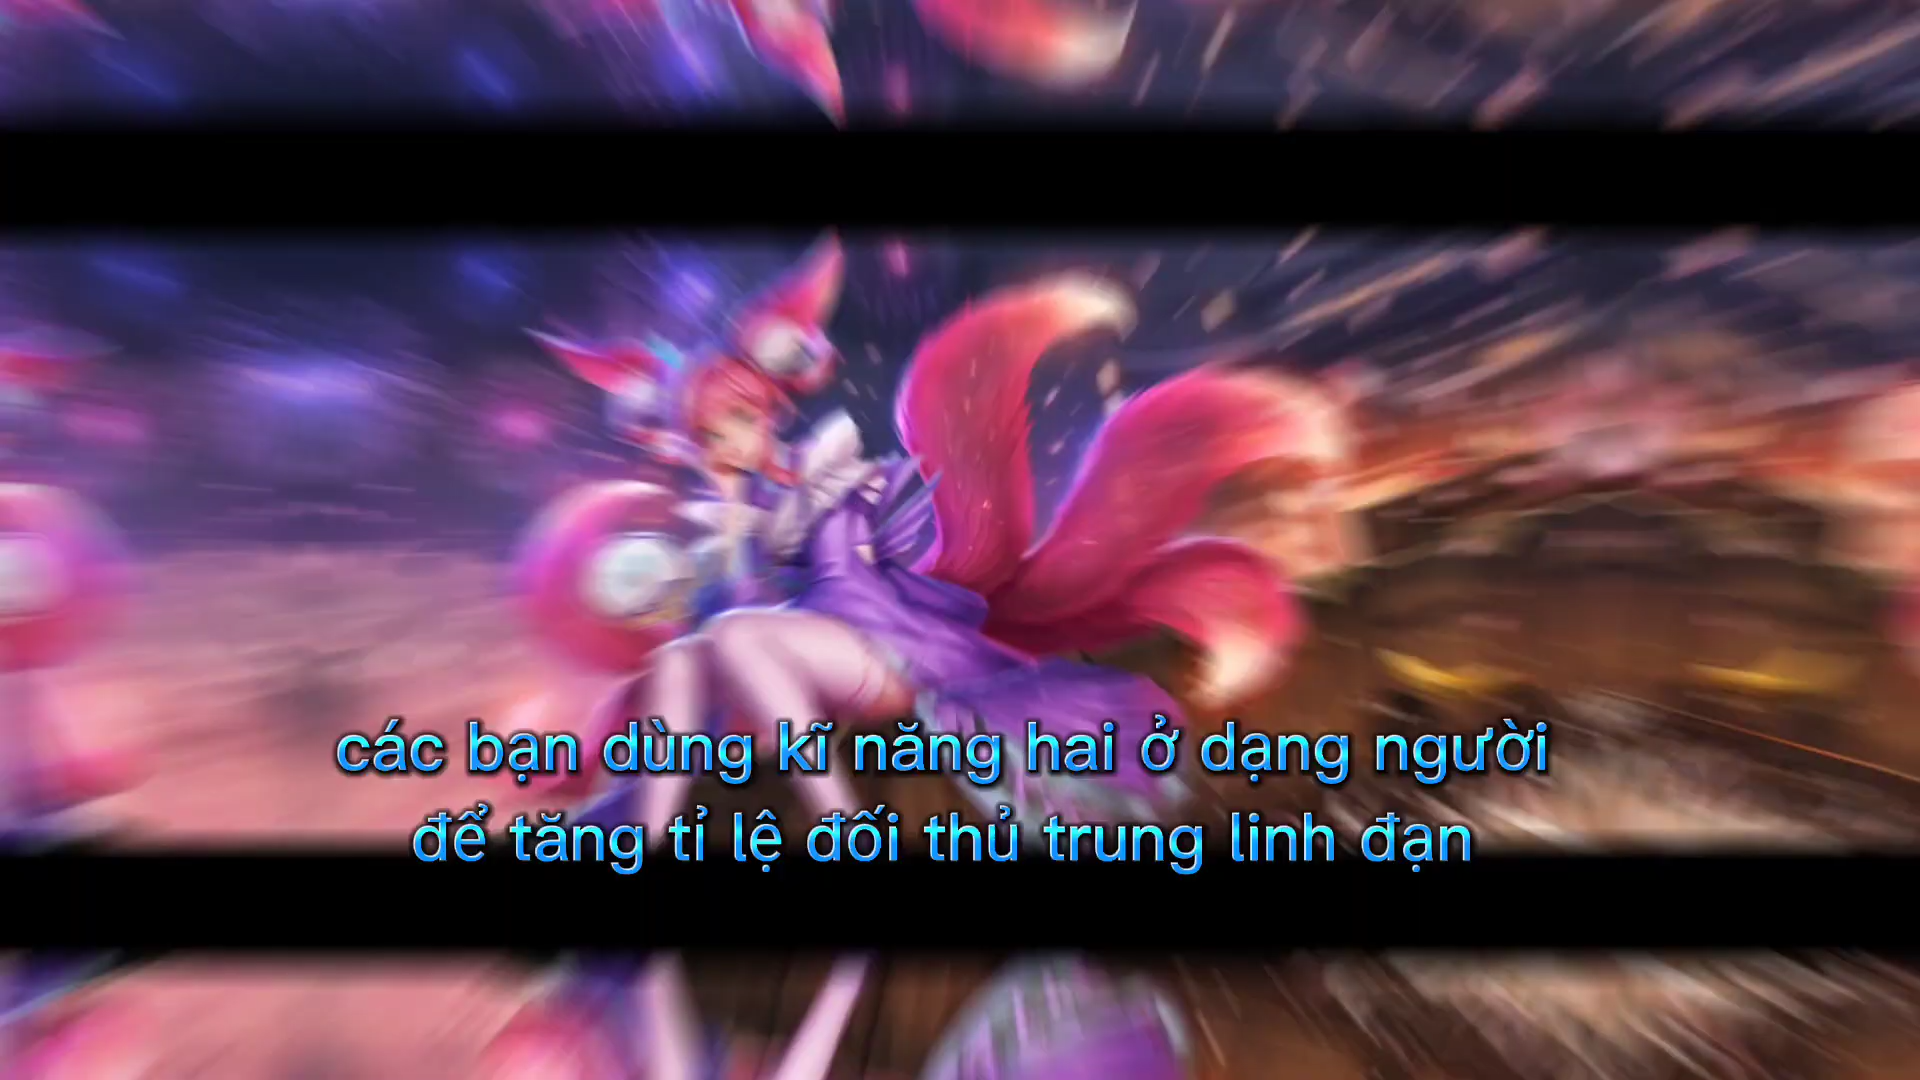 các bạn dùng kĩ năng hai ở dạng người
để tăng tỉ lệ đối thủ trung linh đạn